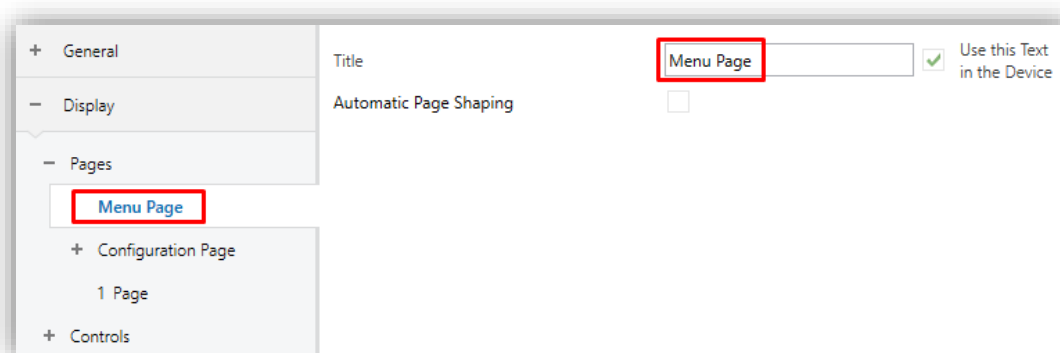 General
Display
Pages
Menu Page
Configuration Page
1 Page
Controls
Title
Menu Page
Use this Text
in the Device
Automatic Page Shaping